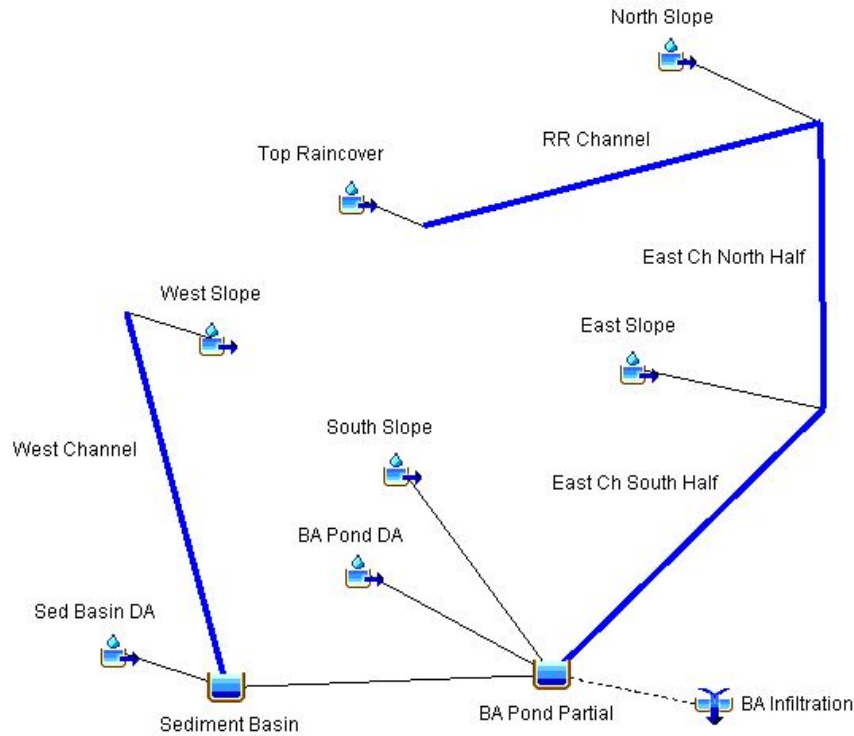 North Slope
RR Channel
Top Raincover
East Ch North Half
West Slope
East Slope
South Slope
West Channel
East Ch South Half
BA Pond DA
Sed Basin DA
BA Infiltration
BA Pond Partial
Sediment Basin